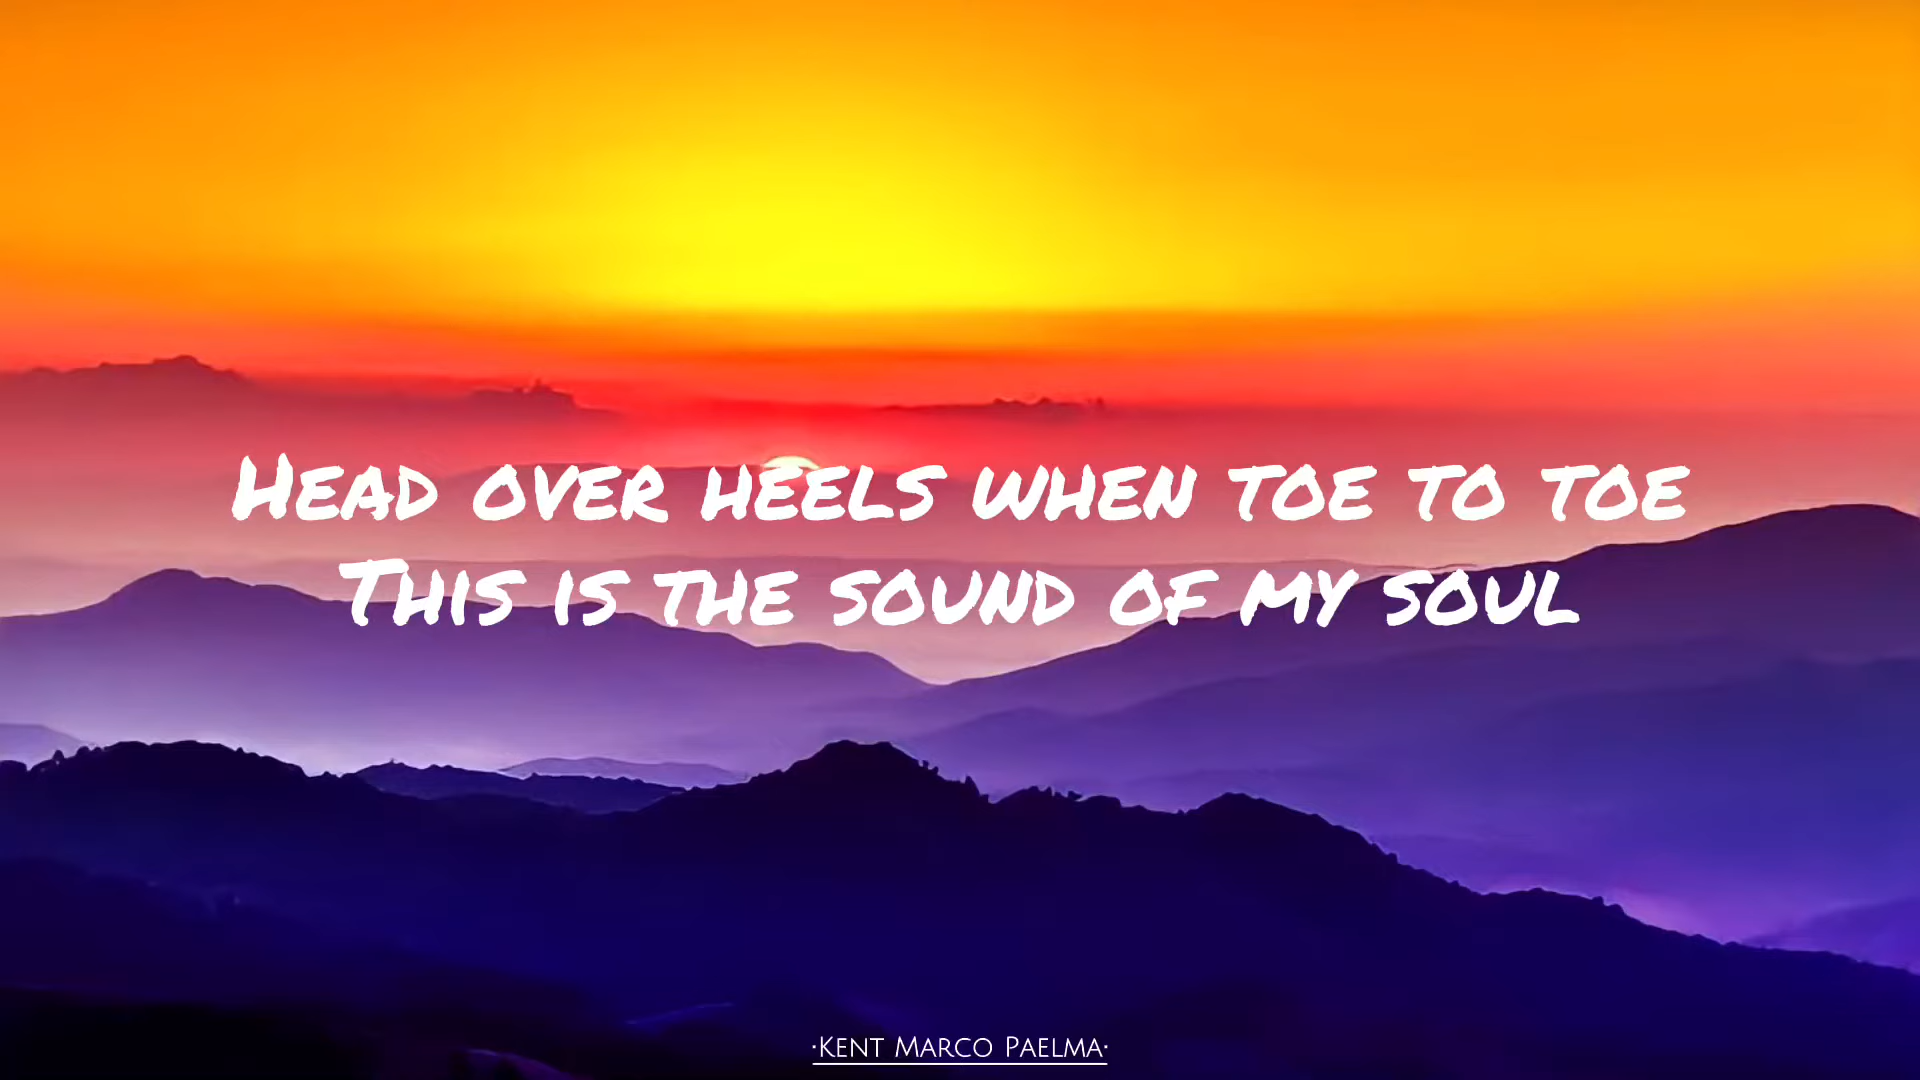 Head over heels when toe to toe
This is the sound of my soul
·Kent Marco Paelma·